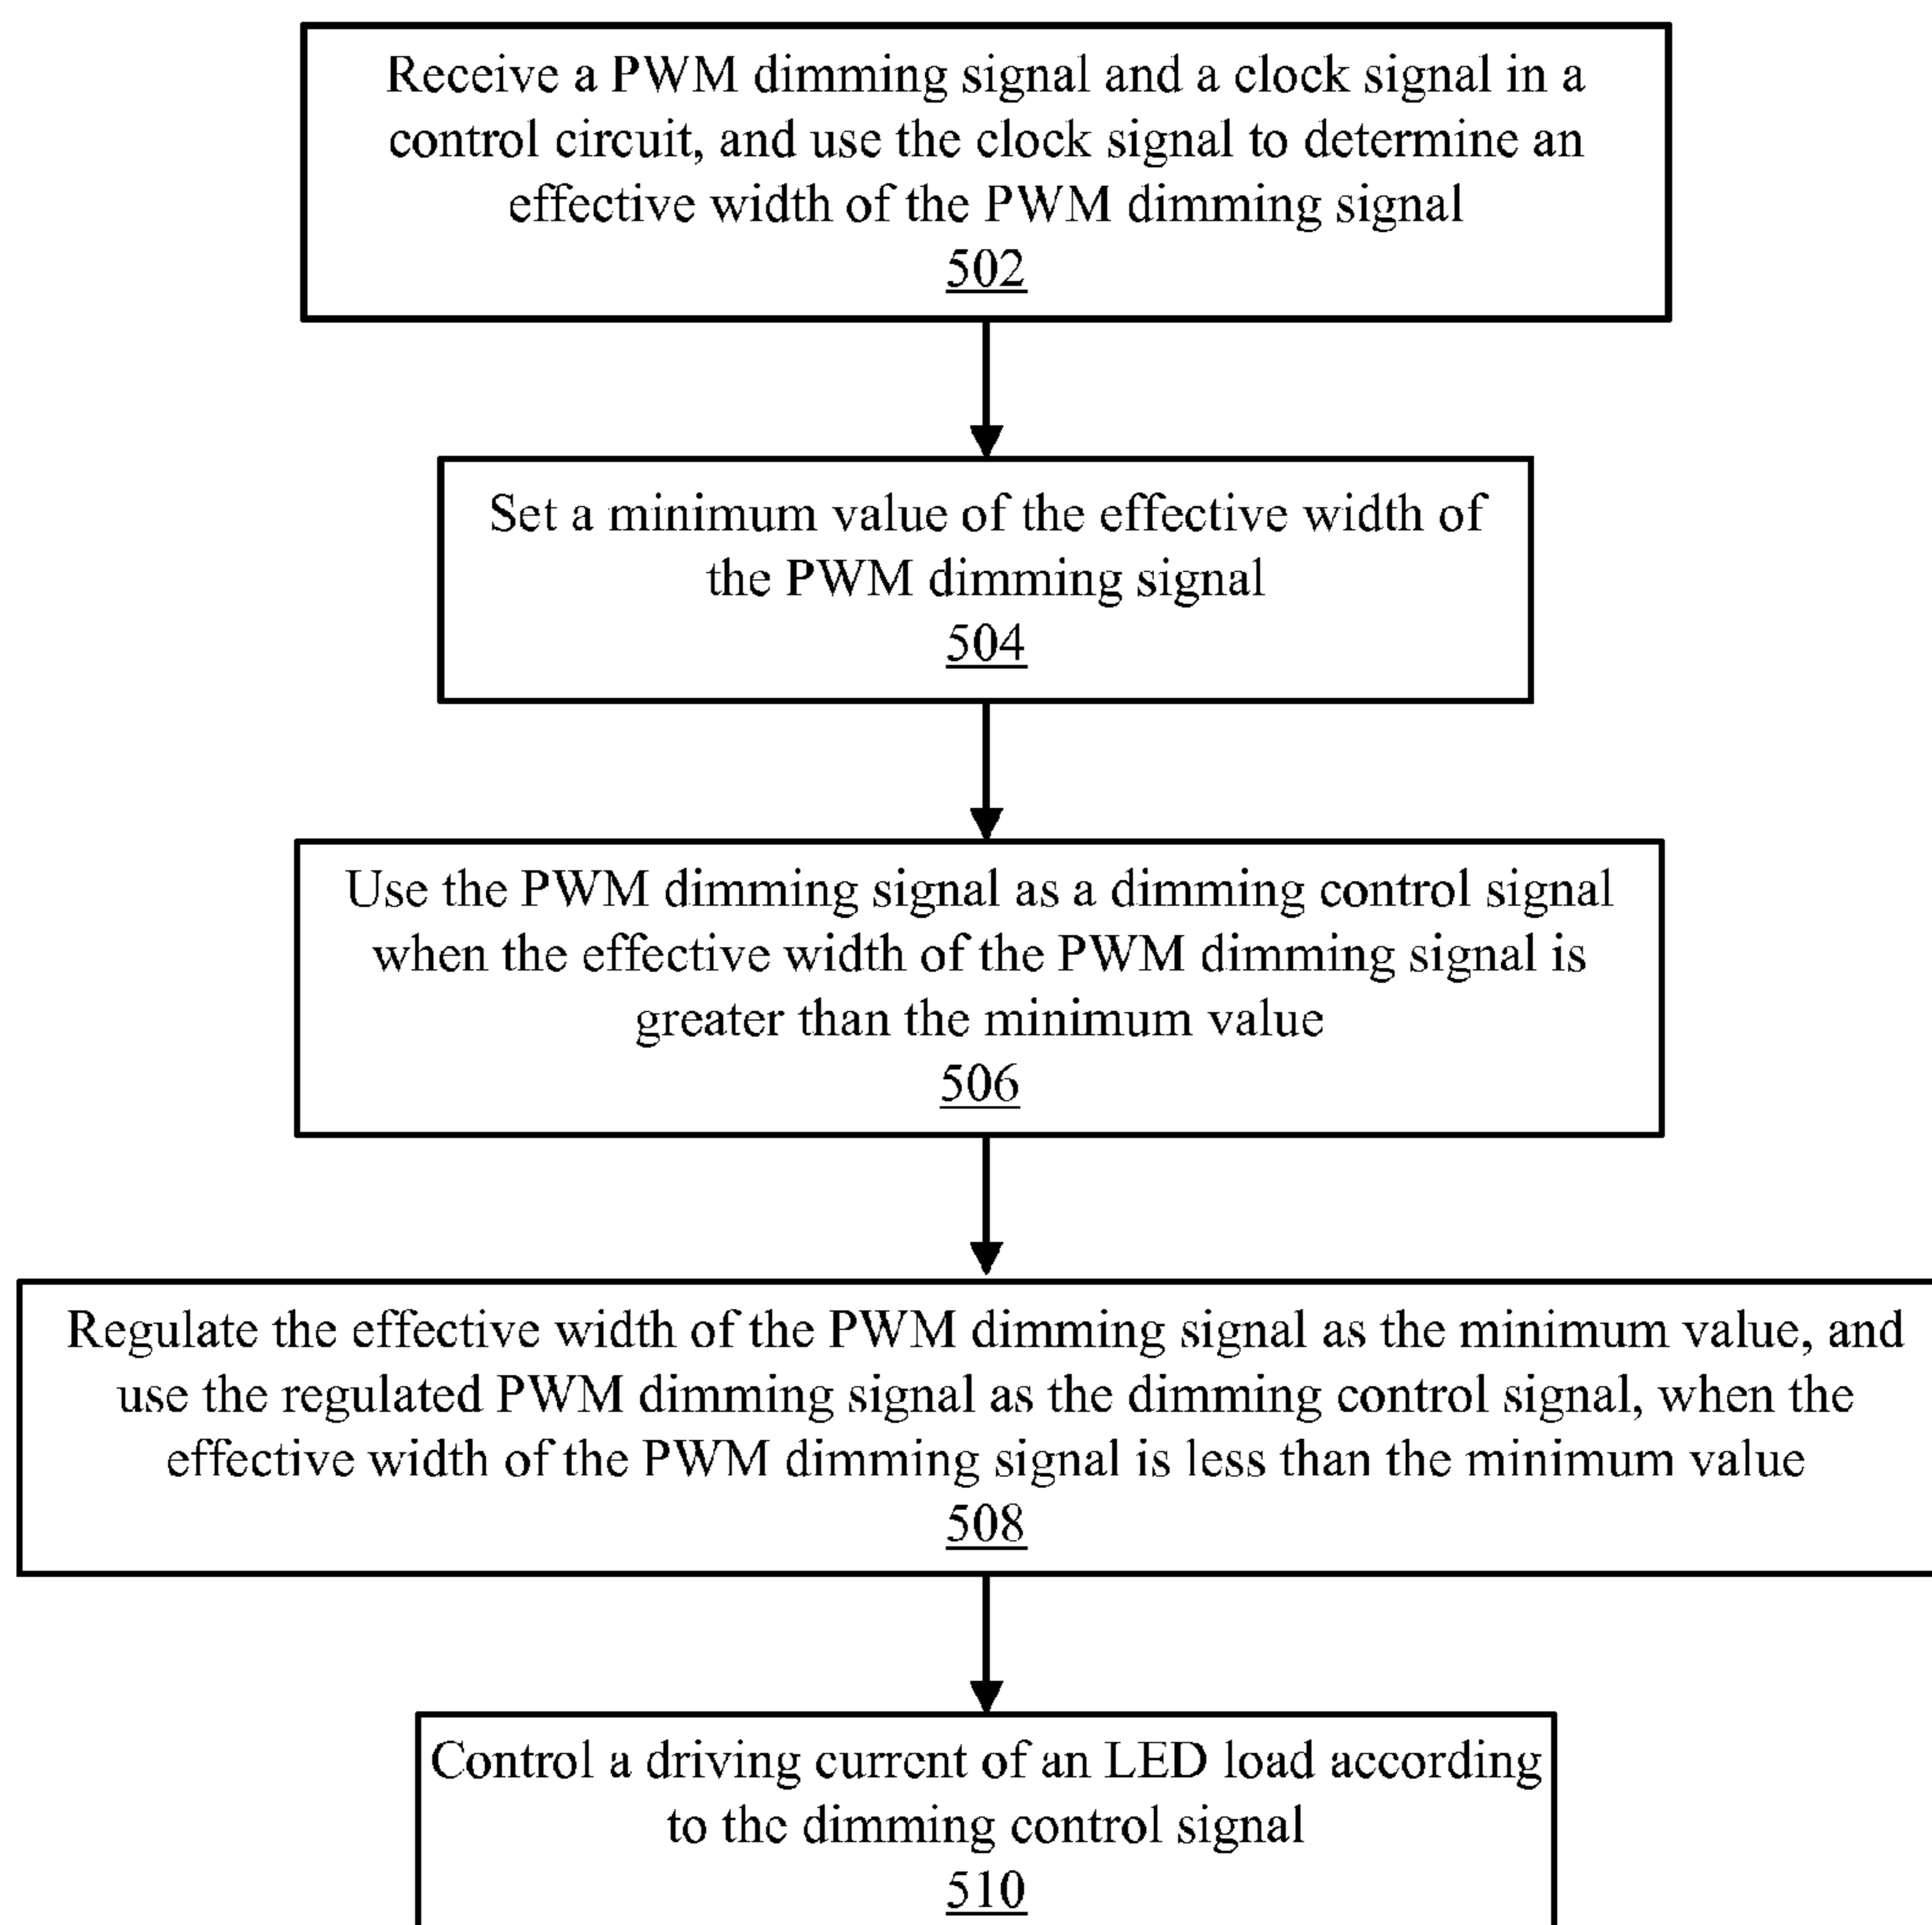 Receive a PWM dimming signal and a clock signal in a
control circuit, and use the clock signal to determine an
effective width of the PWM dimming signal
502
Set a minimum value of the effective width of
the PWM dimming signal
504
Use the PWM dimming signal as a dimming control signal
when the effective width of the PWM dimming signal is
greater than the minimum value
506
Regulate the effective width of the PWM dimming signal as the minimum value, and
use the regulated PWM dimming signal as the dimming control signal, when the
effective width of the PWM dimming signal is less than the minimum value
508
Control a driving current of an LED load according
to the dimming control signal
510